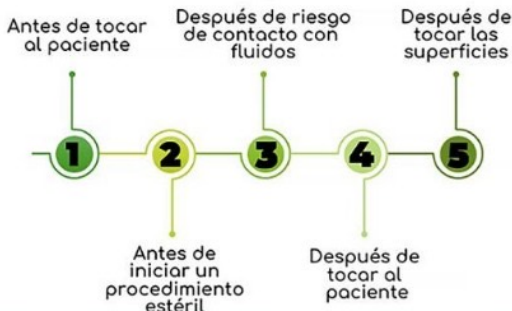 Antes de tocar
al paciente
Después de riesgo
de contacto con
fluidos
Después de
tocar las
superficies
1
2
3
4
5
Antes de
iniciar un
procedimiento
estéril
Después de
tocar al
paciente